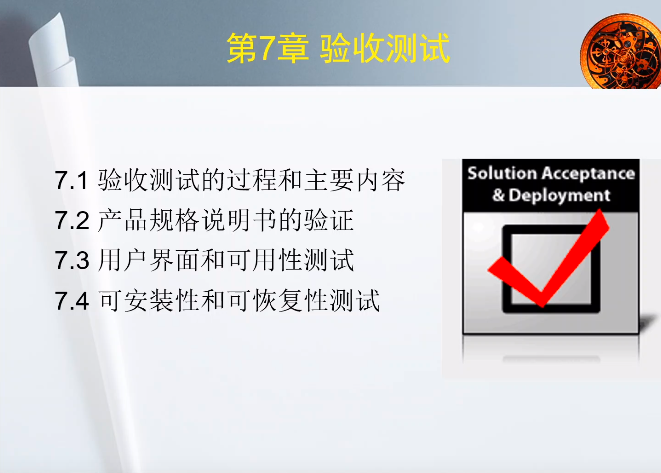 第7章 验收测试
7.1 验收测试的过程和主要内容
7.2 产品规格说明书的验证
7.3 用户界面和可用性测试
7.4 可安装性和可恢复性测试
Solution Acceptance
& Deployment